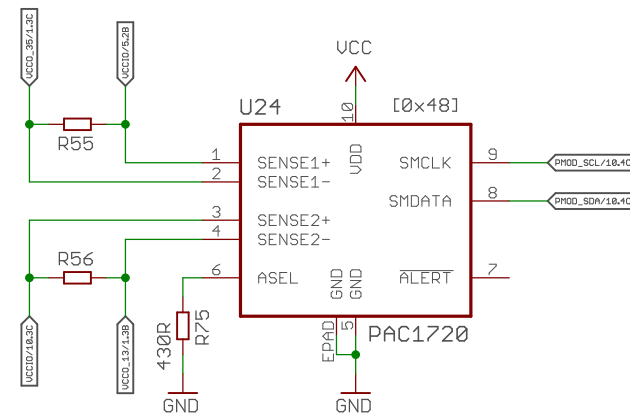 VCCO_35/1.3C
VCCIO/5.2B
VCC
U24
[0x48]
10
R55
1
SENSE1+
VDD
SMCLK
9
PMOD_SCL/10.4C
2
SENSE1-
SMDATA
8
PMOD_SDA/10.4C
3
SENSE2+
4
SENSE2-
R56
6
ASEL
GND
GND
ALERT
7
VCCIO/10.3C
VCCO_13/1.3B
430R
R75
EPAD
5
PAC1720
GND
GND